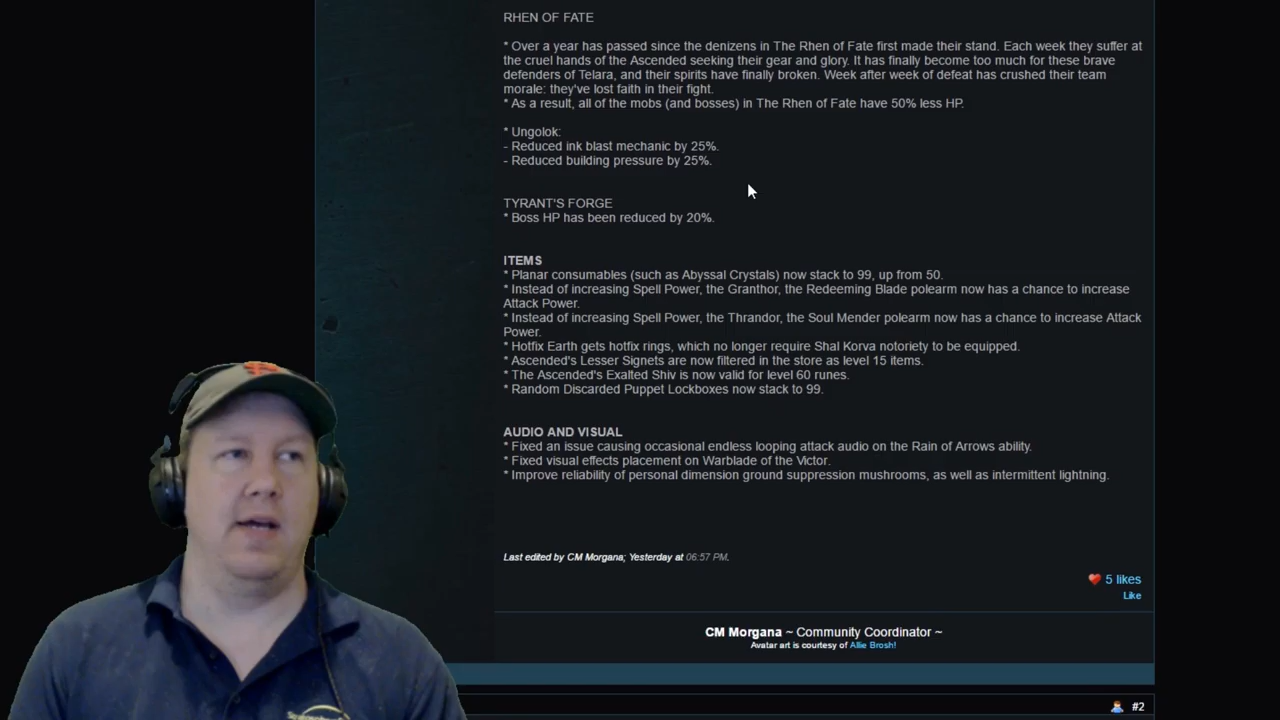 RHEN OF FATE
* Over a year has passed since the denizens in The Rhen of Fate first made their stand. Each week they suffer at
the cruel hands of the Ascended seeking their gear and glory. It has finally become too much for these brave
defenders of Telara, and their spirits have finally broken. Week after week of defeat has crushed their team
morale: they've lost faith in their fight.
* As a result, all of the mobs (and bosses) in The Rhen of Fate have 50% less HP.
* Ungolok:
- Reduced ink blast mechanic by 25%.
- Reduced building pressure by 25%.
TYRANT'S FORGE
* Boss HP has been reduced by 20%.
ITEMS
* Planar consumables (such as Abyssal Crystals) now stack to 99, up from 50.
* Instead of increasing Spell Power, the Granthor, the Redeeming Blade polearm now has a chance to increase
Attack Power.
* Instead of increasing Spell Power, the Thrandor, the Soul Mender polearm now has a chance to increase Attack
Power.
* Hotfix Earth gets hotfix rings, which no longer require Shal Korva notoriety to be equipped.
* Ascended's Lesser Signets are now filtered in the store as level 15 items.
* The Ascended's Exalted Shiv is now valid for level 60 runes.
* Random Discarded Puppet Lockboxes now stack to 99.
AUDIO AND VISUAL
* Fixed an issue causing occasional endless looping attack audio on the Rain of Arrows ability.
* Fixed visual effects placement on Warblade of the Victor.
* Improve reliability of personal dimension ground suppression mushrooms, as well as intermittent lightning.
Last edited by CM Morgana; Yesterday at 06:57 PM.
5 likes
Like
CM Morgana ~ Community Coordinator ~
Avatar art is courtesy of Allie Brosh!
#2